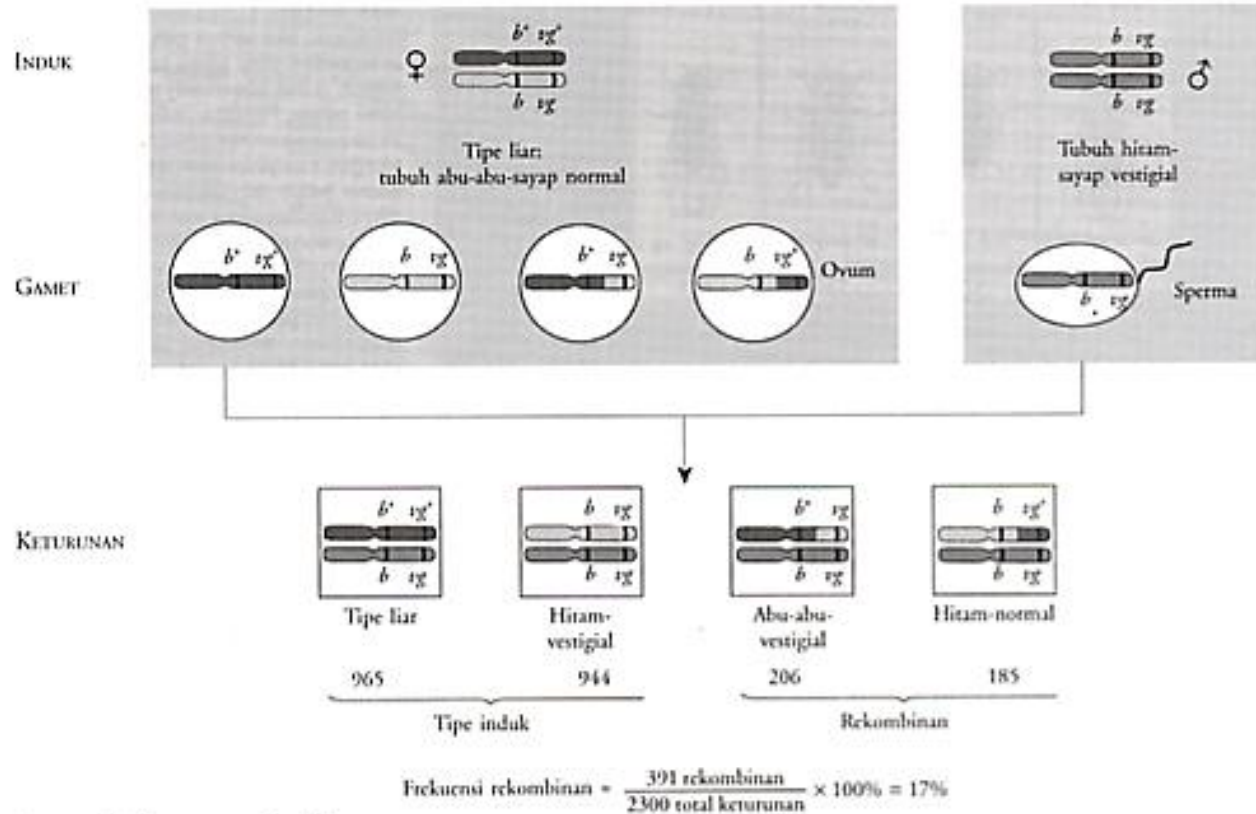 INDUK
♀
b⁺ vg⁺
b vg
Tipe liar:
tubuh abu-abu-sayap normal
b vg
b vg
♂
Tubuh hitam-
sayap vestigial
GAMET
b⁺ vg⁺
b vg
b⁺ vg
b vg⁺
Ovum
b vg
Sperma
KETURUNAN
b⁺ vg⁺
b vg
Tipe liar
b vg
b vg
Hitam-
vestigial
b⁺ vg
b vg
Abu-abu-
vestigial
b vg⁺
b vg
Hitam-normal
965
944
206
185
Tipe induk
Rekombinan
Frekuensi rekombinan = 391 rekombinan / 2300 total keturunan × 100% = 17%